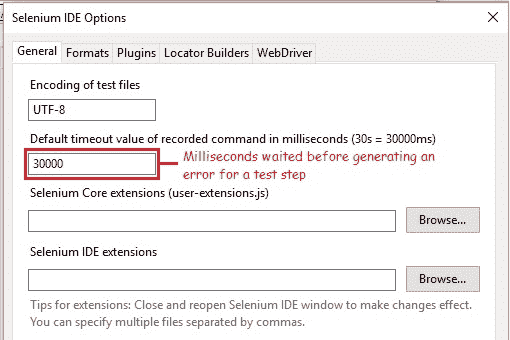 Selenium IDE Options
General Formats Plugins Locator Builders WebDriver
Encoding of test files
UTF-8
Default timeout value of recorded command in milliseconds (30s = 30000ms)
30000
Milliseconds waited before generating an
error for a test step
Selenium Core extensions (user-extensions.js)
Browse...
Selenium IDE extensions
Browse...
Tips for extensions: Close and reopen Selenium IDE window to make changes effect.
You can specify multiple files separated by commas.